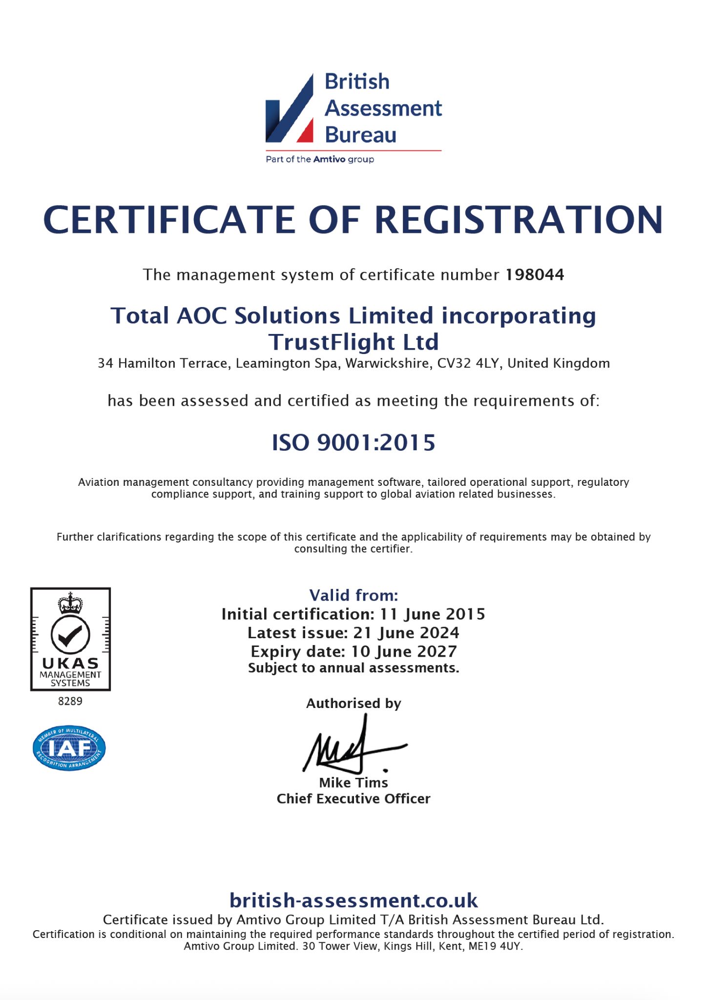 British
Assessment
Bureau
Part of the Amtivo group
CERTIFICATE OF REGISTRATION
The management system of certificate number 198044
Total AOC Solutions Limited incorporating
TrustFlight Ltd
34 Hamilton Terrace, Leamington Spa, Warwickshire, CV32 4LY, United Kingdom
has been assessed and certified as meeting the requirements of:
ISO 9001:2015
Aviation management consultancy providing management software, tailored operational support, regulatory
compliance support, and training support to global aviation related businesses.
Further clarifications regarding the scope of this certificate and the applicability of requirements may be obtained by
consulting the certifier.
Valid from:
Initial certification: 11 June 2015
Latest issue: 21 June 2024
Expiry date: 10 June 2027
Subject to annual assessments.
UKAS
MANAGEMENT
SYSTEMS
8289
MEMBER OF MULTILATERAL
IAF
RECOGNITION ARRANGEMENT
Authorised by
Mike Tims
Chief Executive Officer
british-assessment.co.uk
Certificate issued by Amtivo Group Limited T/A British Assessment Bureau Ltd.
Certification is conditional on maintaining the required performance standards throughout the certified period of registration.
Amtivo Group Limited. 30 Tower View, Kings Hill, Kent, ME19 4UY.